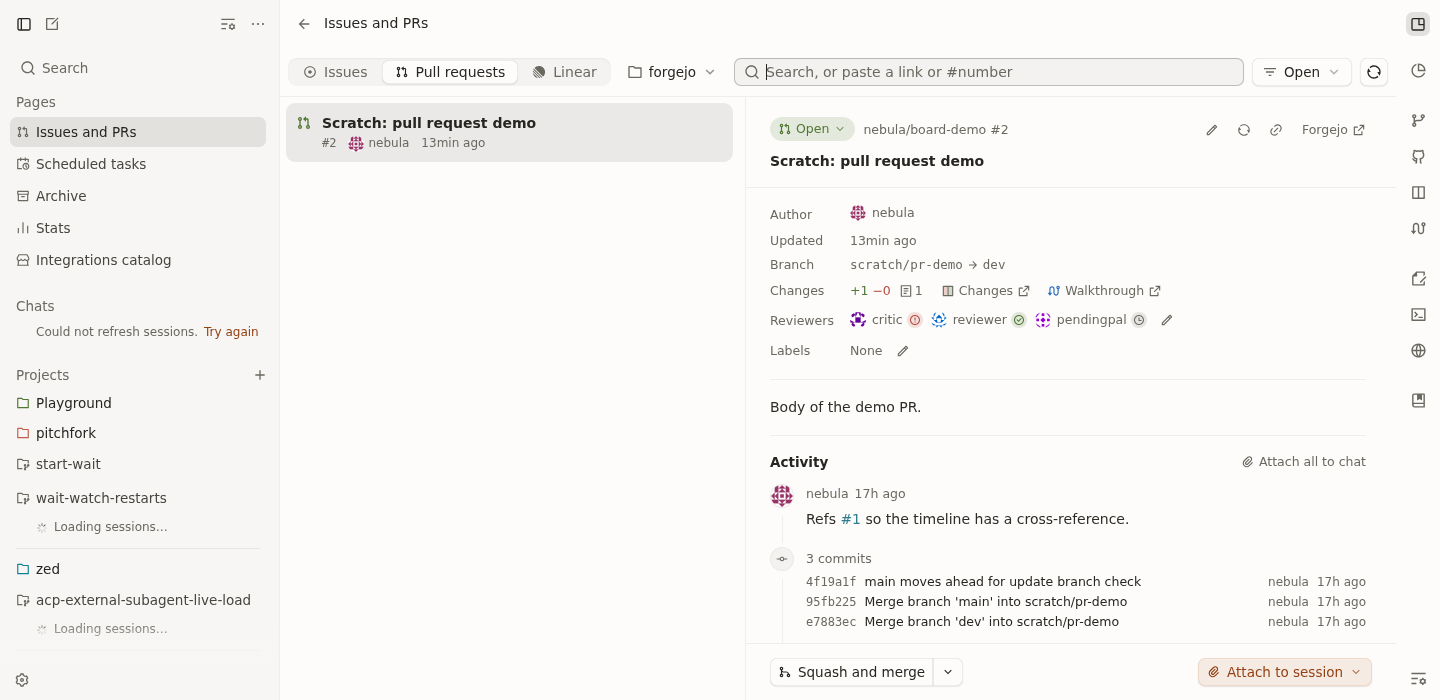 Issues and PRs
Search
Pages
Issues and PRs
Scheduled tasks
Archive
Stats
Integrations catalog
Chats
Could not refresh sessions. Try again
Projects
Playground
pitchfork
start-wait
wait-watch-restarts
Loading sessions...
zed
acp-external-subagent-live-load
Loading sessions...
Issues
Pull requests
Linear
forgejo
Search, or paste a link or #number
Open
Scratch: pull request demo
#2 nebula 13min ago
Open nebula/board-demo #2 Forgejo
Scratch: pull request demo
Author nebula
Updated 13min ago
Branch scratch/pr-demo → dev
Changes +1 −0 1 Changes Walkthrough
Reviewers critic reviewer pendingpal
Labels None
Body of the demo PR.
Activity Attach all to chat
nebula 17h ago
Refs #1 so the timeline has a cross-reference.
3 commits
4f19a1f main moves ahead for update branch check nebula 17h ago
95fb225 Merge branch 'main' into scratch/pr-demo nebula 17h ago
e7883ec Merge branch 'dev' into scratch/pr-demo nebula 17h ago
Squash and merge
Attach to session